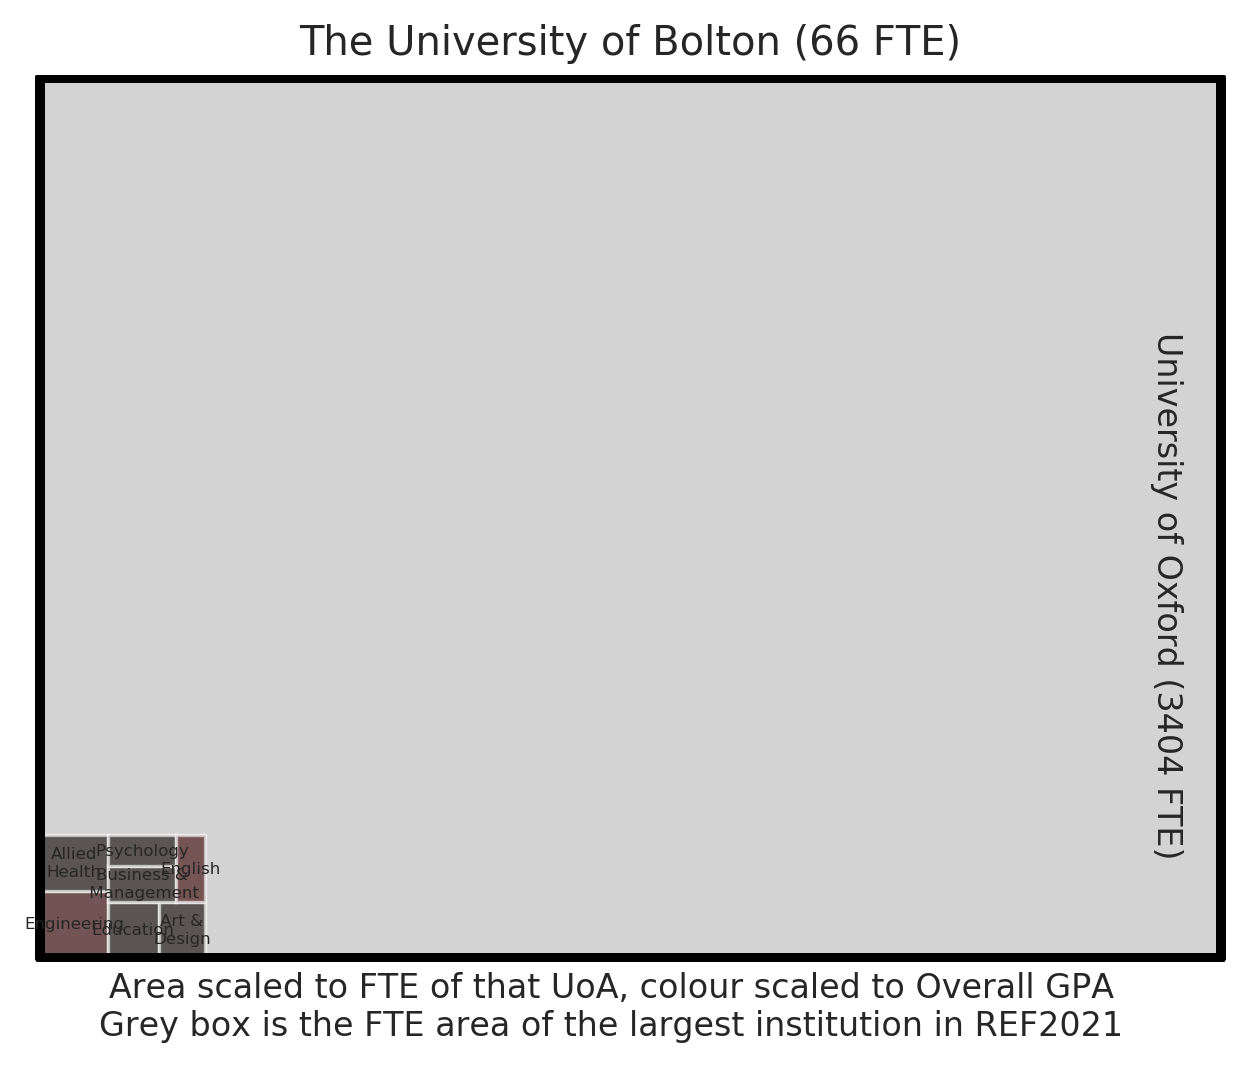 The University of Bolton (66 FTE)
University of Oxford (3404 FTE)
Allied
Health
Psychology
Business &
Management
English
Engineering
Education
Art &
Design
Area scaled to FTE of that UoA, colour scaled to Overall GPA
Grey box is the FTE area of the largest institution in REF2021